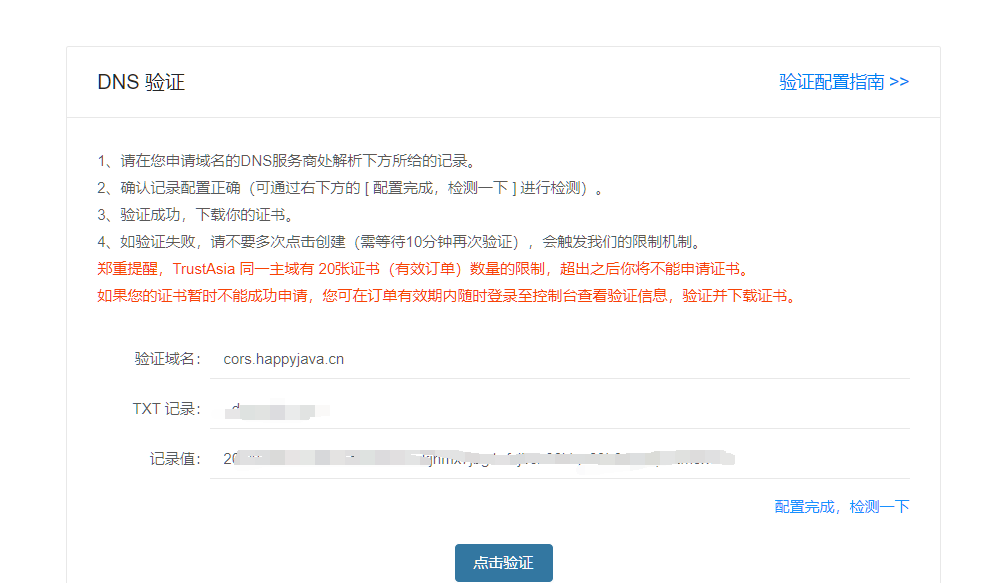 DNS 验证
验证配置指南 >>
1、请在您申请域名的DNS服务商处解析下方所给的记录。
2、确认记录配置正确（可通过右下方的 [ 配置完成，检测一下 ] 进行检测）。
3、验证成功，下载你的证书。
4、如验证失败，请不要多次点击创建（需等待10分钟再次验证），会触发我们的限制机制。
郑重提醒，TrustAsia 同一主域有 20张证书（有效订单）数量的限制，超出之后你将不能申请证书。
如果您的证书暂时不能成功申请，您可在订单有效期内随时登录至控制台查看验证信息，验证并下载证书。
验证域名： cors.happyjava.cn
TXT 记录：
记录值：
配置完成，检测一下
点击验证